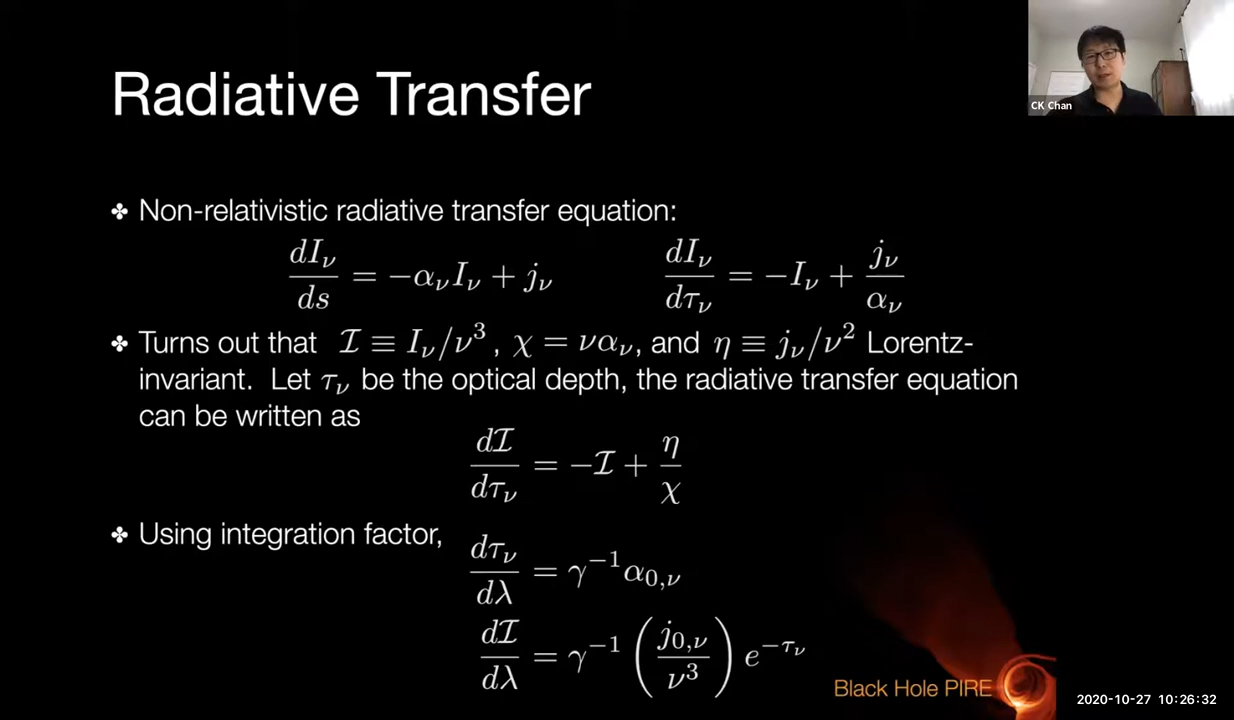 Radiative Transfer
CK Chan
✤ Non-relativistic radiative transfer equation:
dI_ν/ds = −α_ν I_ν + j_ν    dI_ν/dτ_ν = −I_ν + j_ν/α_ν
✤ Turns out that ℐ ≡ I_ν/ν³, χ = να_ν, and η ≡ j_ν/ν² Lorentz-
invariant. Let τ_ν be the optical depth, the radiative transfer equation
can be written as
dℐ/dτ_ν = −ℐ + η/χ
✤ Using integration factor,
dτ_ν/dλ = γ⁻¹α_{0,ν}
dℐ/dλ = γ⁻¹ (j_{0,ν}/ν³) e^{−τ_ν}
Black Hole PIRE
2020-10-27 10:26:32